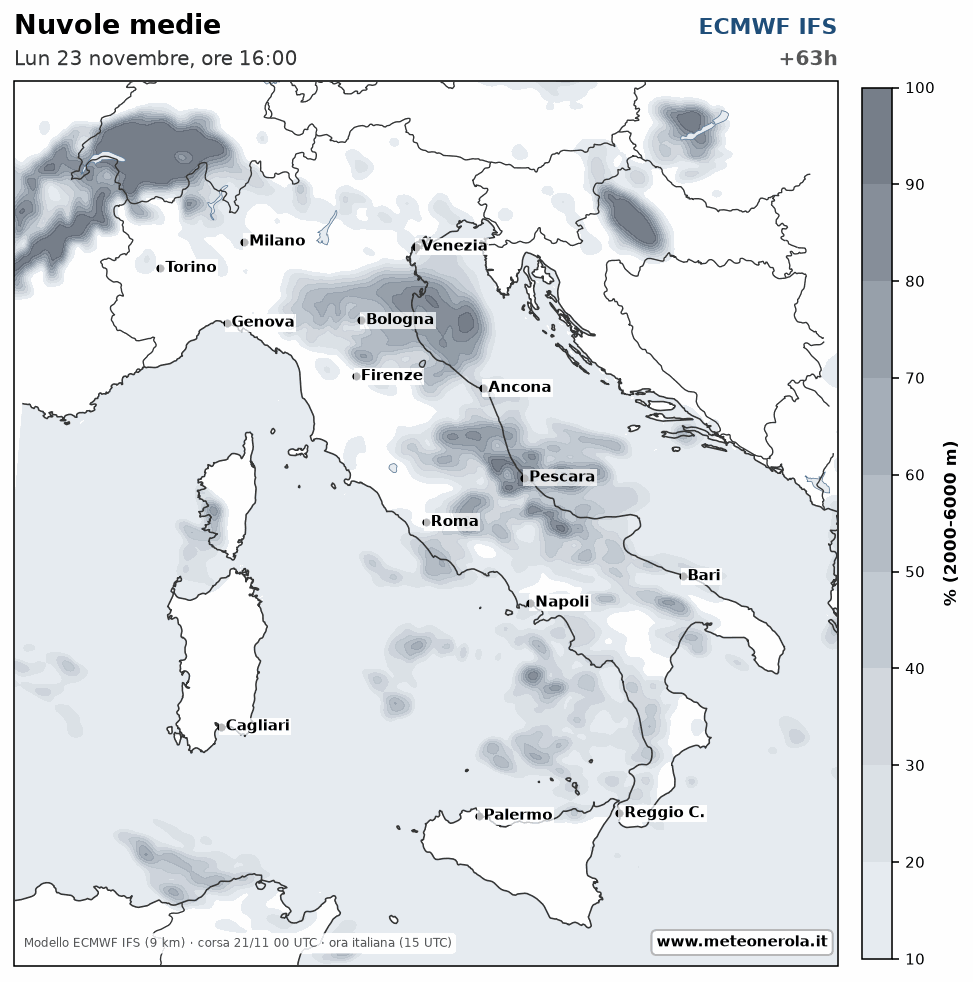 Nuvole medie
ECMWF IFS
Lun 23 novembre, ore 16:00
+63h
Milano
Venezia
Torino
Genova
Bologna
Firenze
Ancona
Pescara
Roma
Bari
Napoli
Cagliari
Palermo
Reggio C.
Modello ECMWF IFS (9 km) · corsa 21/11 00 UTC · ora italiana (15 UTC)
www.meteonerola.it
100
90
80
70
60
50
40
30
20
10
% (2000-6000 m)